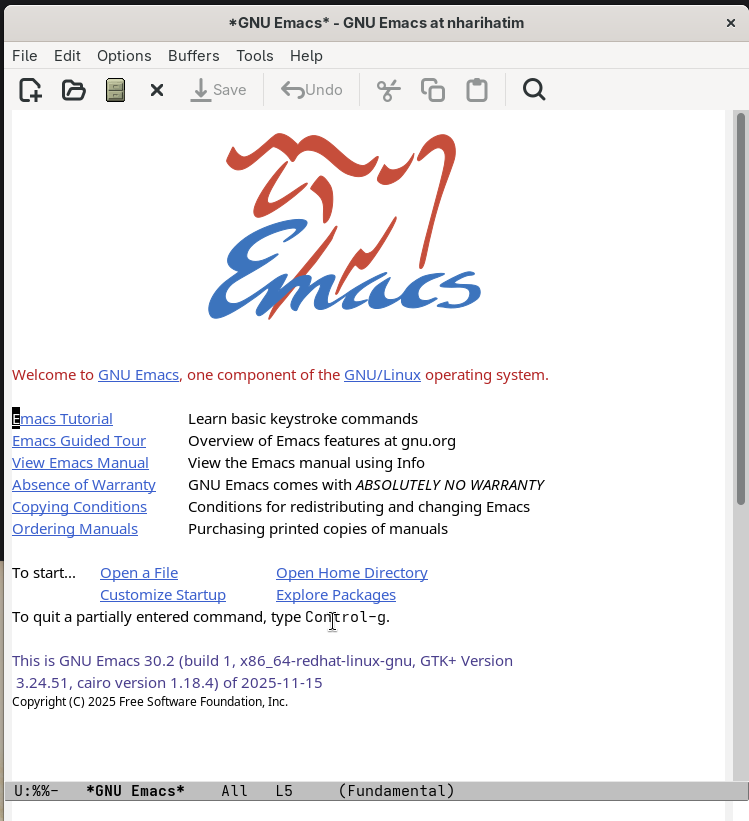 *GNU Emacs* - GNU Emacs at nharihatim
File Edit Options Buffers Tools Help
Save Undo
Emacs
Welcome to GNU Emacs, one component of the GNU/Linux operating system.
Emacs Tutorial Learn basic keystroke commands
Emacs Guided Tour Overview of Emacs features at gnu.org
View Emacs Manual View the Emacs manual using Info
Absence of Warranty GNU Emacs comes with ABSOLUTELY NO WARRANTY
Copying Conditions Conditions for redistributing and changing Emacs
Ordering Manuals Purchasing printed copies of manuals
To start... Open a File Open Home Directory
Customize Startup Explore Packages
To quit a partially entered command, type Control-g.
This is GNU Emacs 30.2 (build 1, x86_64-redhat-linux-gnu, GTK+ Version
3.24.51, cairo version 1.18.4) of 2025-11-15
Copyright (C) 2025 Free Software Foundation, Inc.
U:%%- *GNU Emacs* All L5 (Fundamental)